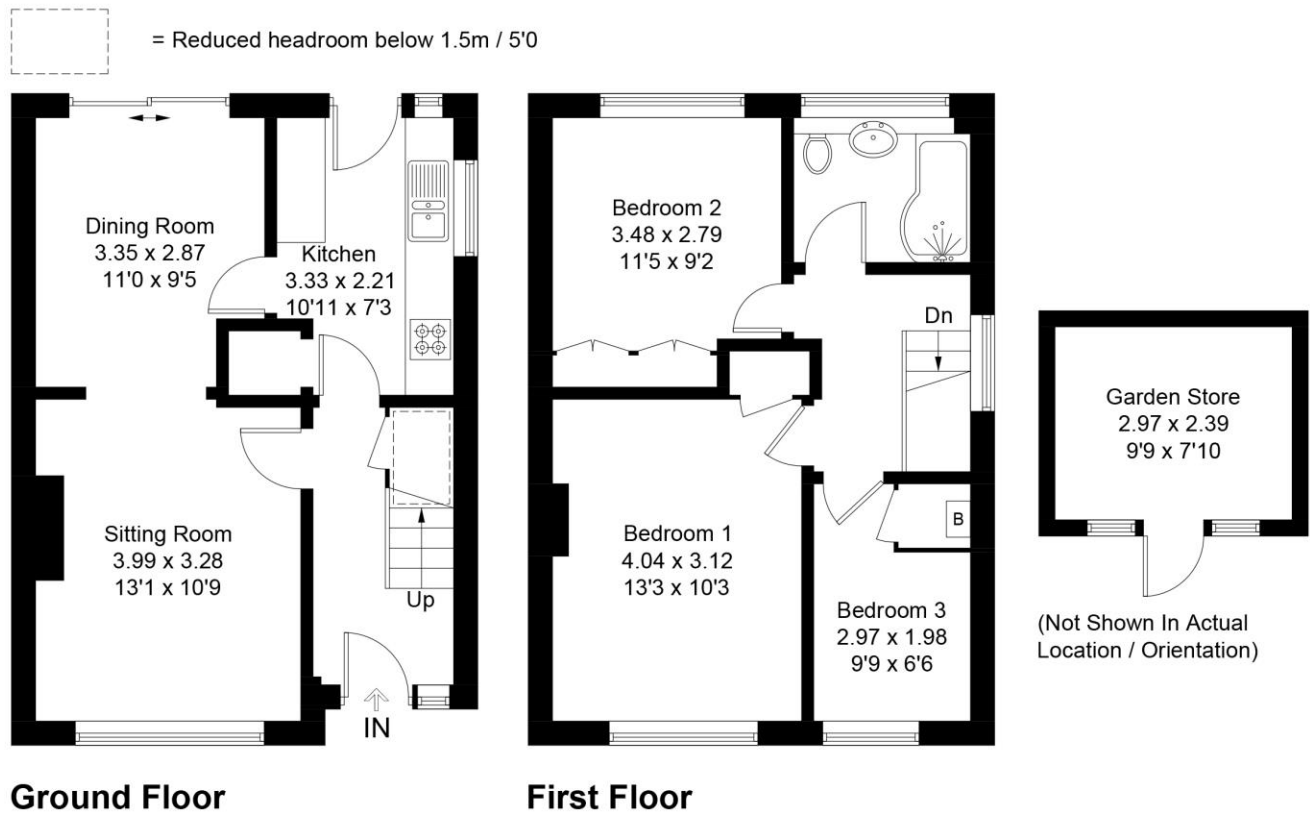 = Reduced headroom below 1.5m / 5'0
Dining Room
3.35 x 2.87
11'0 x 9'5
Kitchen
3.33 x 2.21
10'11 x 7'3
Sitting Room
3.99 x 3.28
13'1 x 10'9
Up
IN
Ground Floor
Bedroom 2
3.48 x 2.79
11'5 x 9'2
Dn
Bedroom 1
4.04 x 3.12
13'3 x 10'3
B
Bedroom 3
2.97 x 1.98
9'9 x 6'6
First Floor
Garden Store
2.97 x 2.39
9'9 x 7'10
(Not Shown In Actual
Location / Orientation)